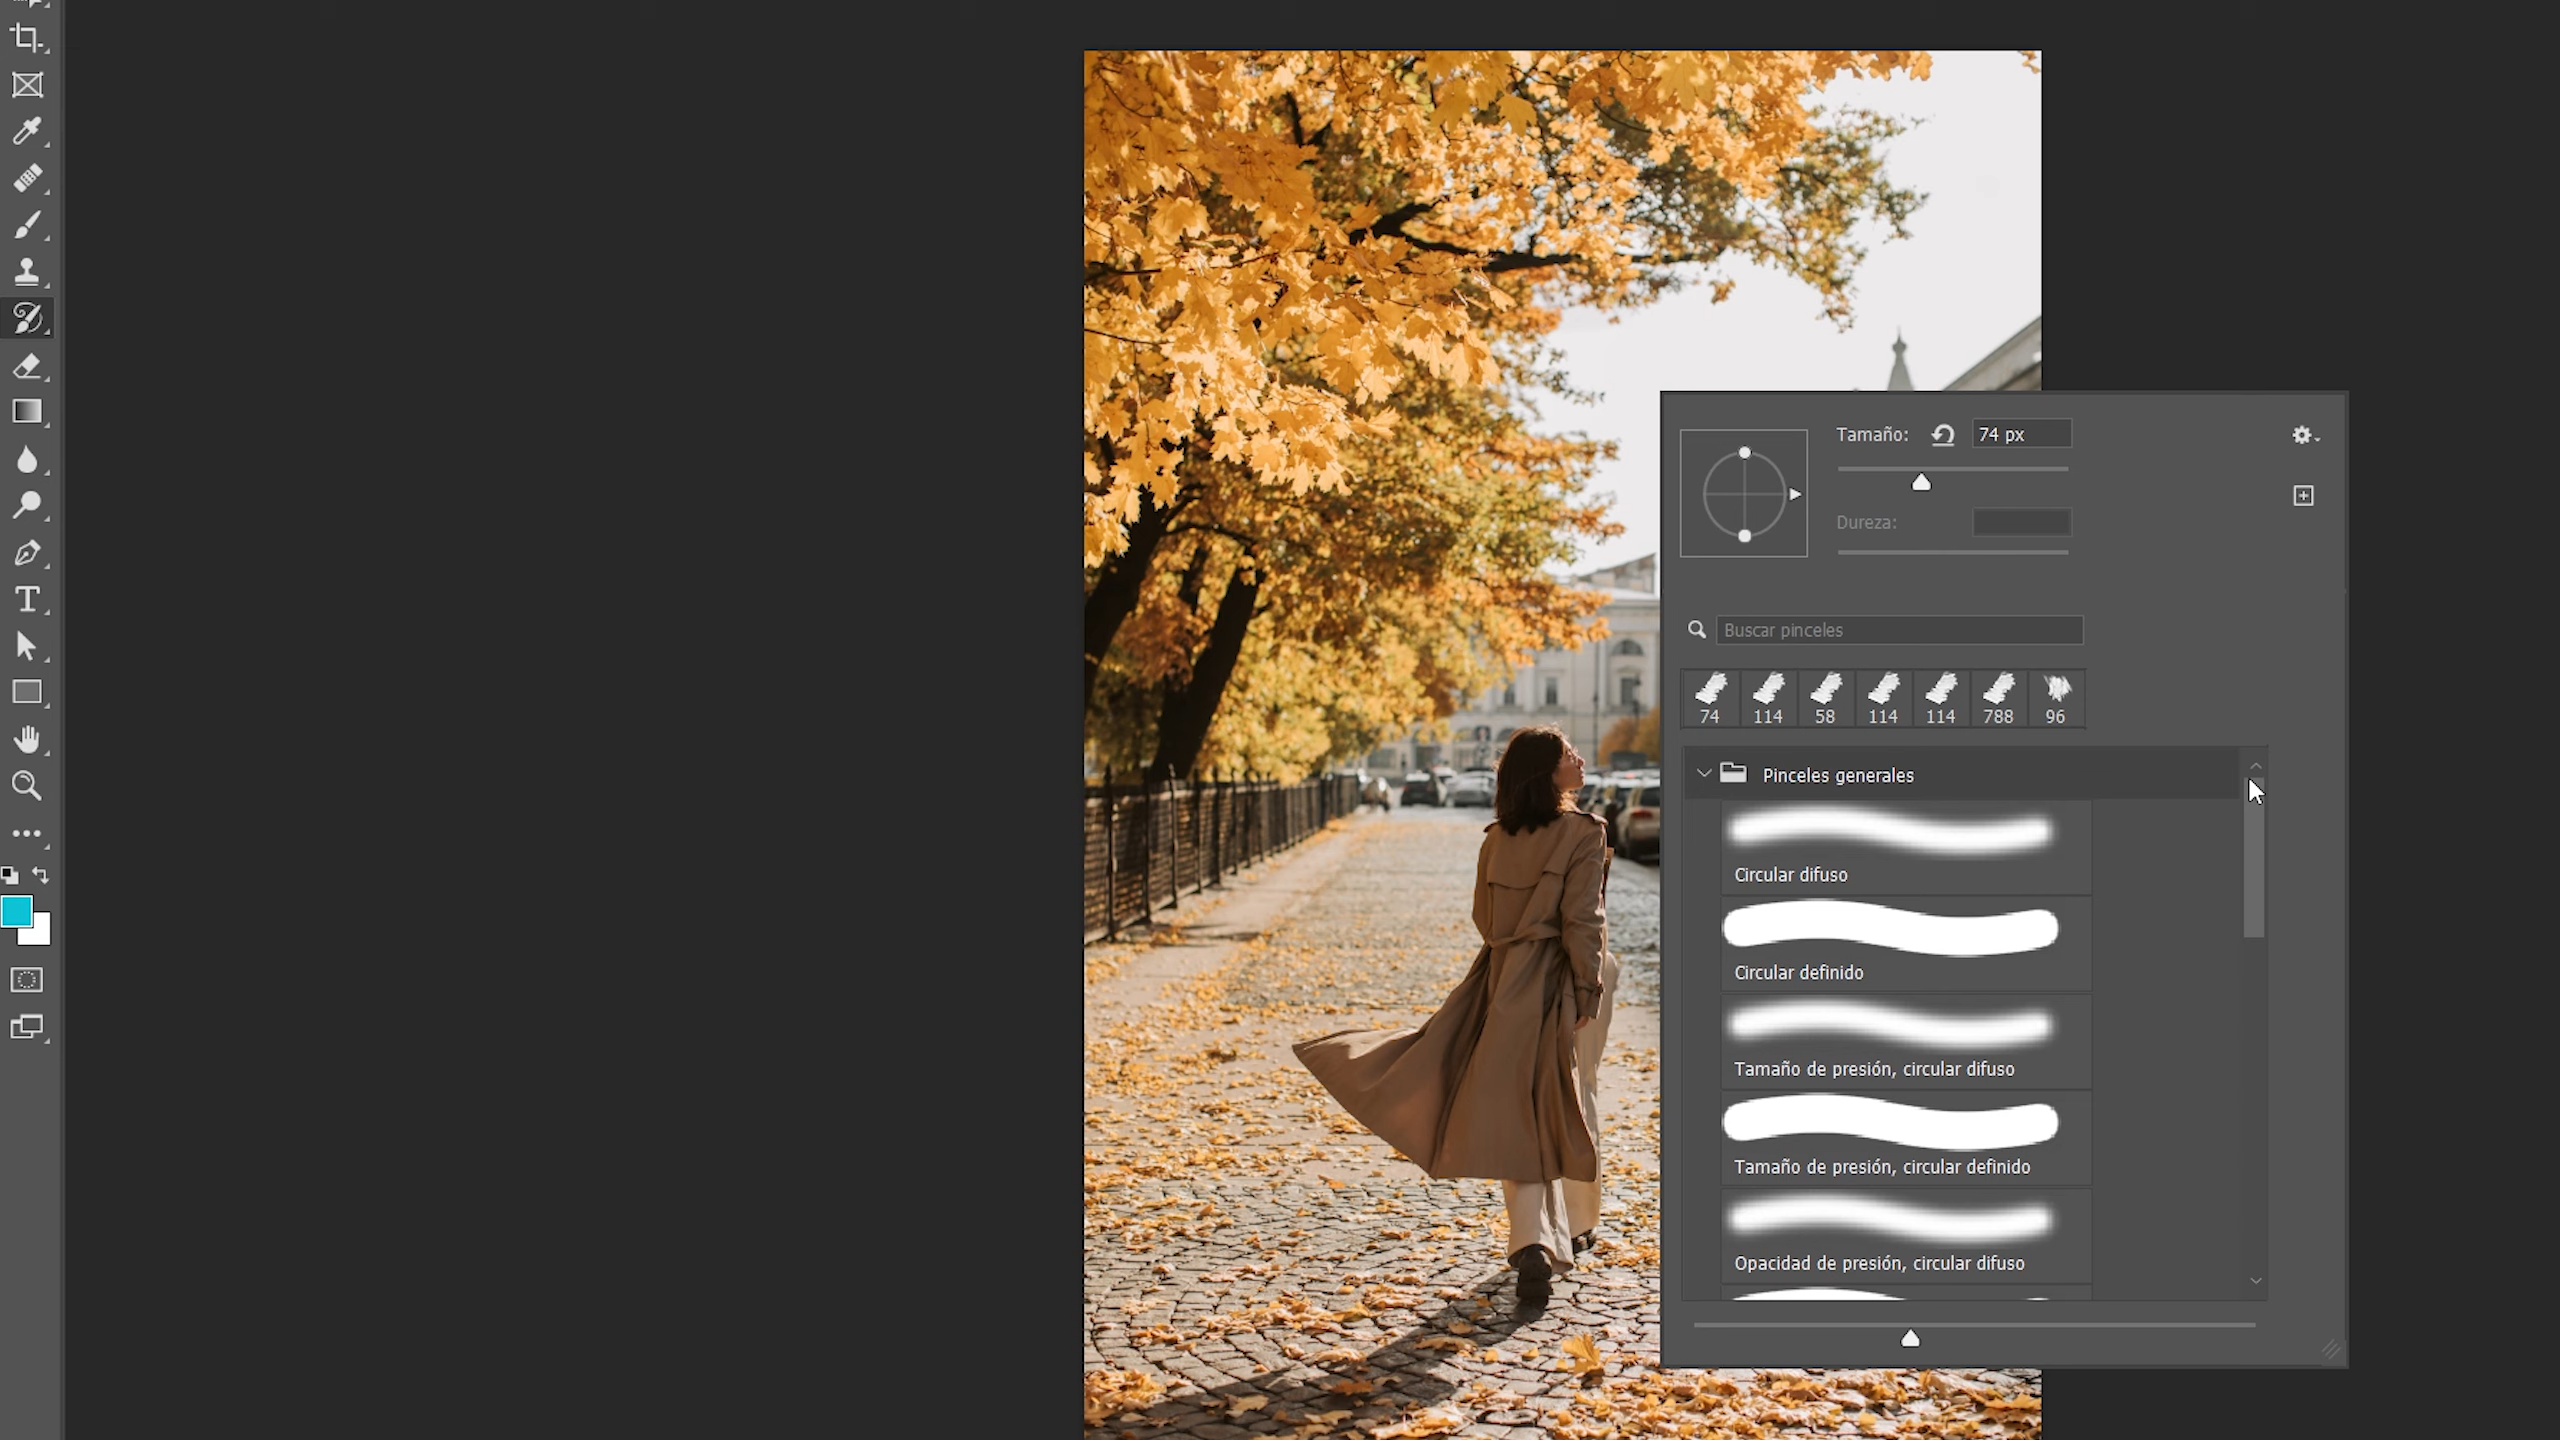 Tamaño: 74 px
Dureza:
Buscar pinceles
74 114 58 114 114 788 96
Pinceles generales
Circular difuso
Circular definido
Tamaño de presión, circular difuso
Tamaño de presión, circular definido
Opacidad de presión, circular difuso